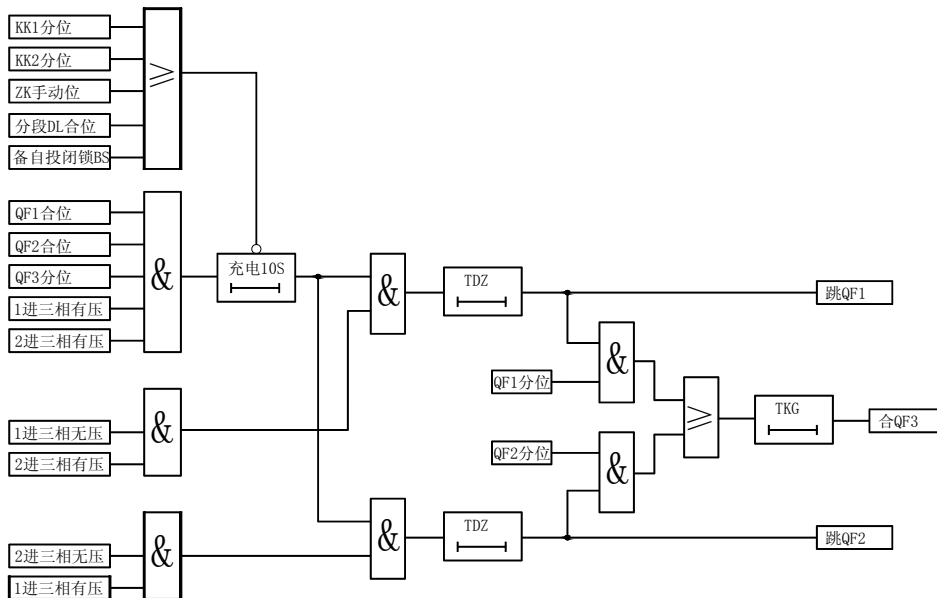 KK1分位
KK2分位
ZK手动位
分段DL合位
备自投闭锁BS
≥
QF1合位
QF2合位
QF3分位
1进三相有压
2进三相有压
&
充电10S
&
TDZ
跳QF1
&
QF1分位
1进三相无压
2进三相有压
&
≥
TKG
合QF3
QF2分位
&
2进三相无压
1进三相有压
&
&
TDZ
跳QF2